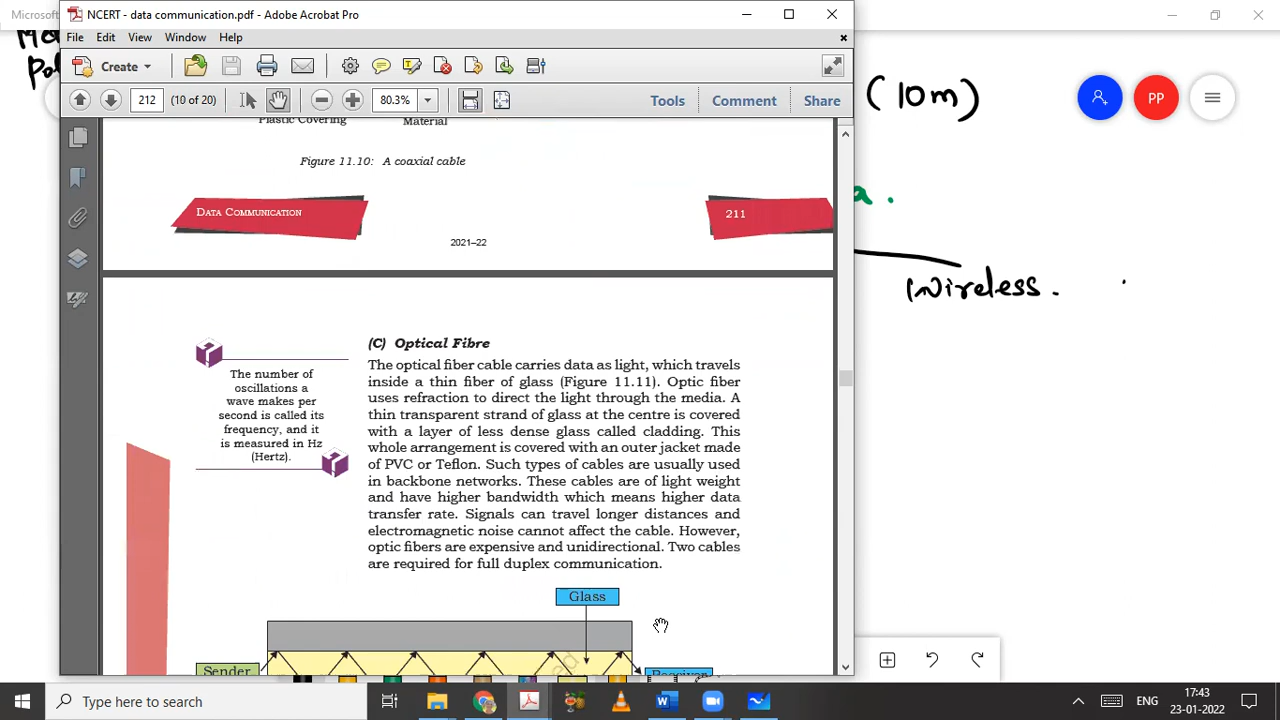 Microsof
NCERT - data communication.pdf - Adobe Acrobat Pro
File Edit View Window Help
Create
212 (10 of 20) 80.3% Tools Comment Share
(10m)
PP
Plastic Covering Material
Figure 11.10: A coaxial cable
DATA COMMUNICATION 211
a.
2021–22
Wireless.
(C) Optical Fibre
The number of
oscillations a
wave makes per
second is called its
frequency, and it
is measured in Hz
(Hertz).
The optical fiber cable carries data as light, which travels
inside a thin fiber of glass (Figure 11.11). Optic fiber
uses refraction to direct the light through the media. A
thin transparent strand of glass at the centre is covered
with a layer of less dense glass called cladding. This
whole arrangement is covered with an outer jacket made
of PVC or Teflon. Such types of cables are usually used
in backbone networks. These cables are of light weight
and have higher bandwidth which means higher data
transfer rate. Signals can travel longer distances and
electromagnetic noise cannot affect the cable. However,
optic fibers are expensive and unidirectional. Two cables
are required for full duplex communication.
Glass
Sender
Receiver
Type here to search
ENG
17:43
23-01-2022